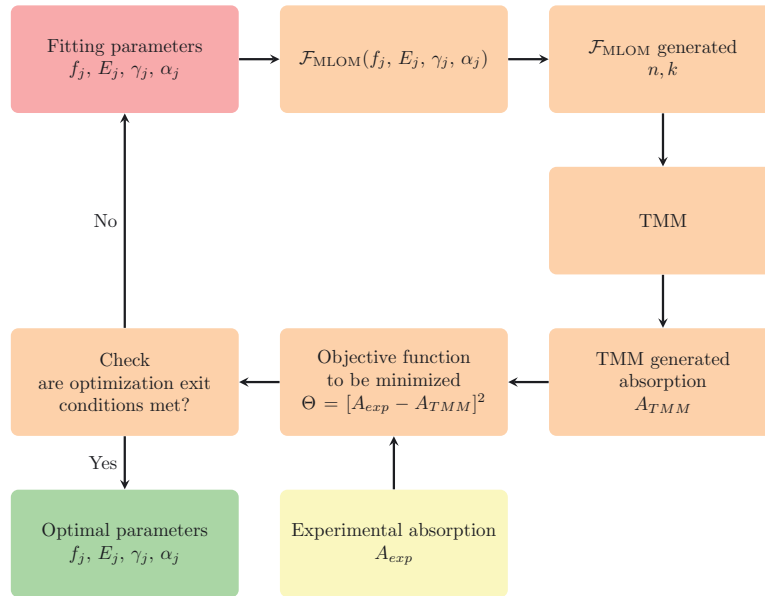 Fitting parameters
f_j, E_j, γ_j, α_j
𝓕_MLOM(f_j, E_j, γ_j, α_j)
𝓕_MLOM generated
n, k
No
TMM
Check
are optimization exit
conditions met?
Objective function
to be minimized
Θ = [A_exp − A_TMM]²
TMM generated
absorption
A_TMM
Yes
Optimal parameters
f_j, E_j, γ_j, α_j
Experimental absorption
A_exp